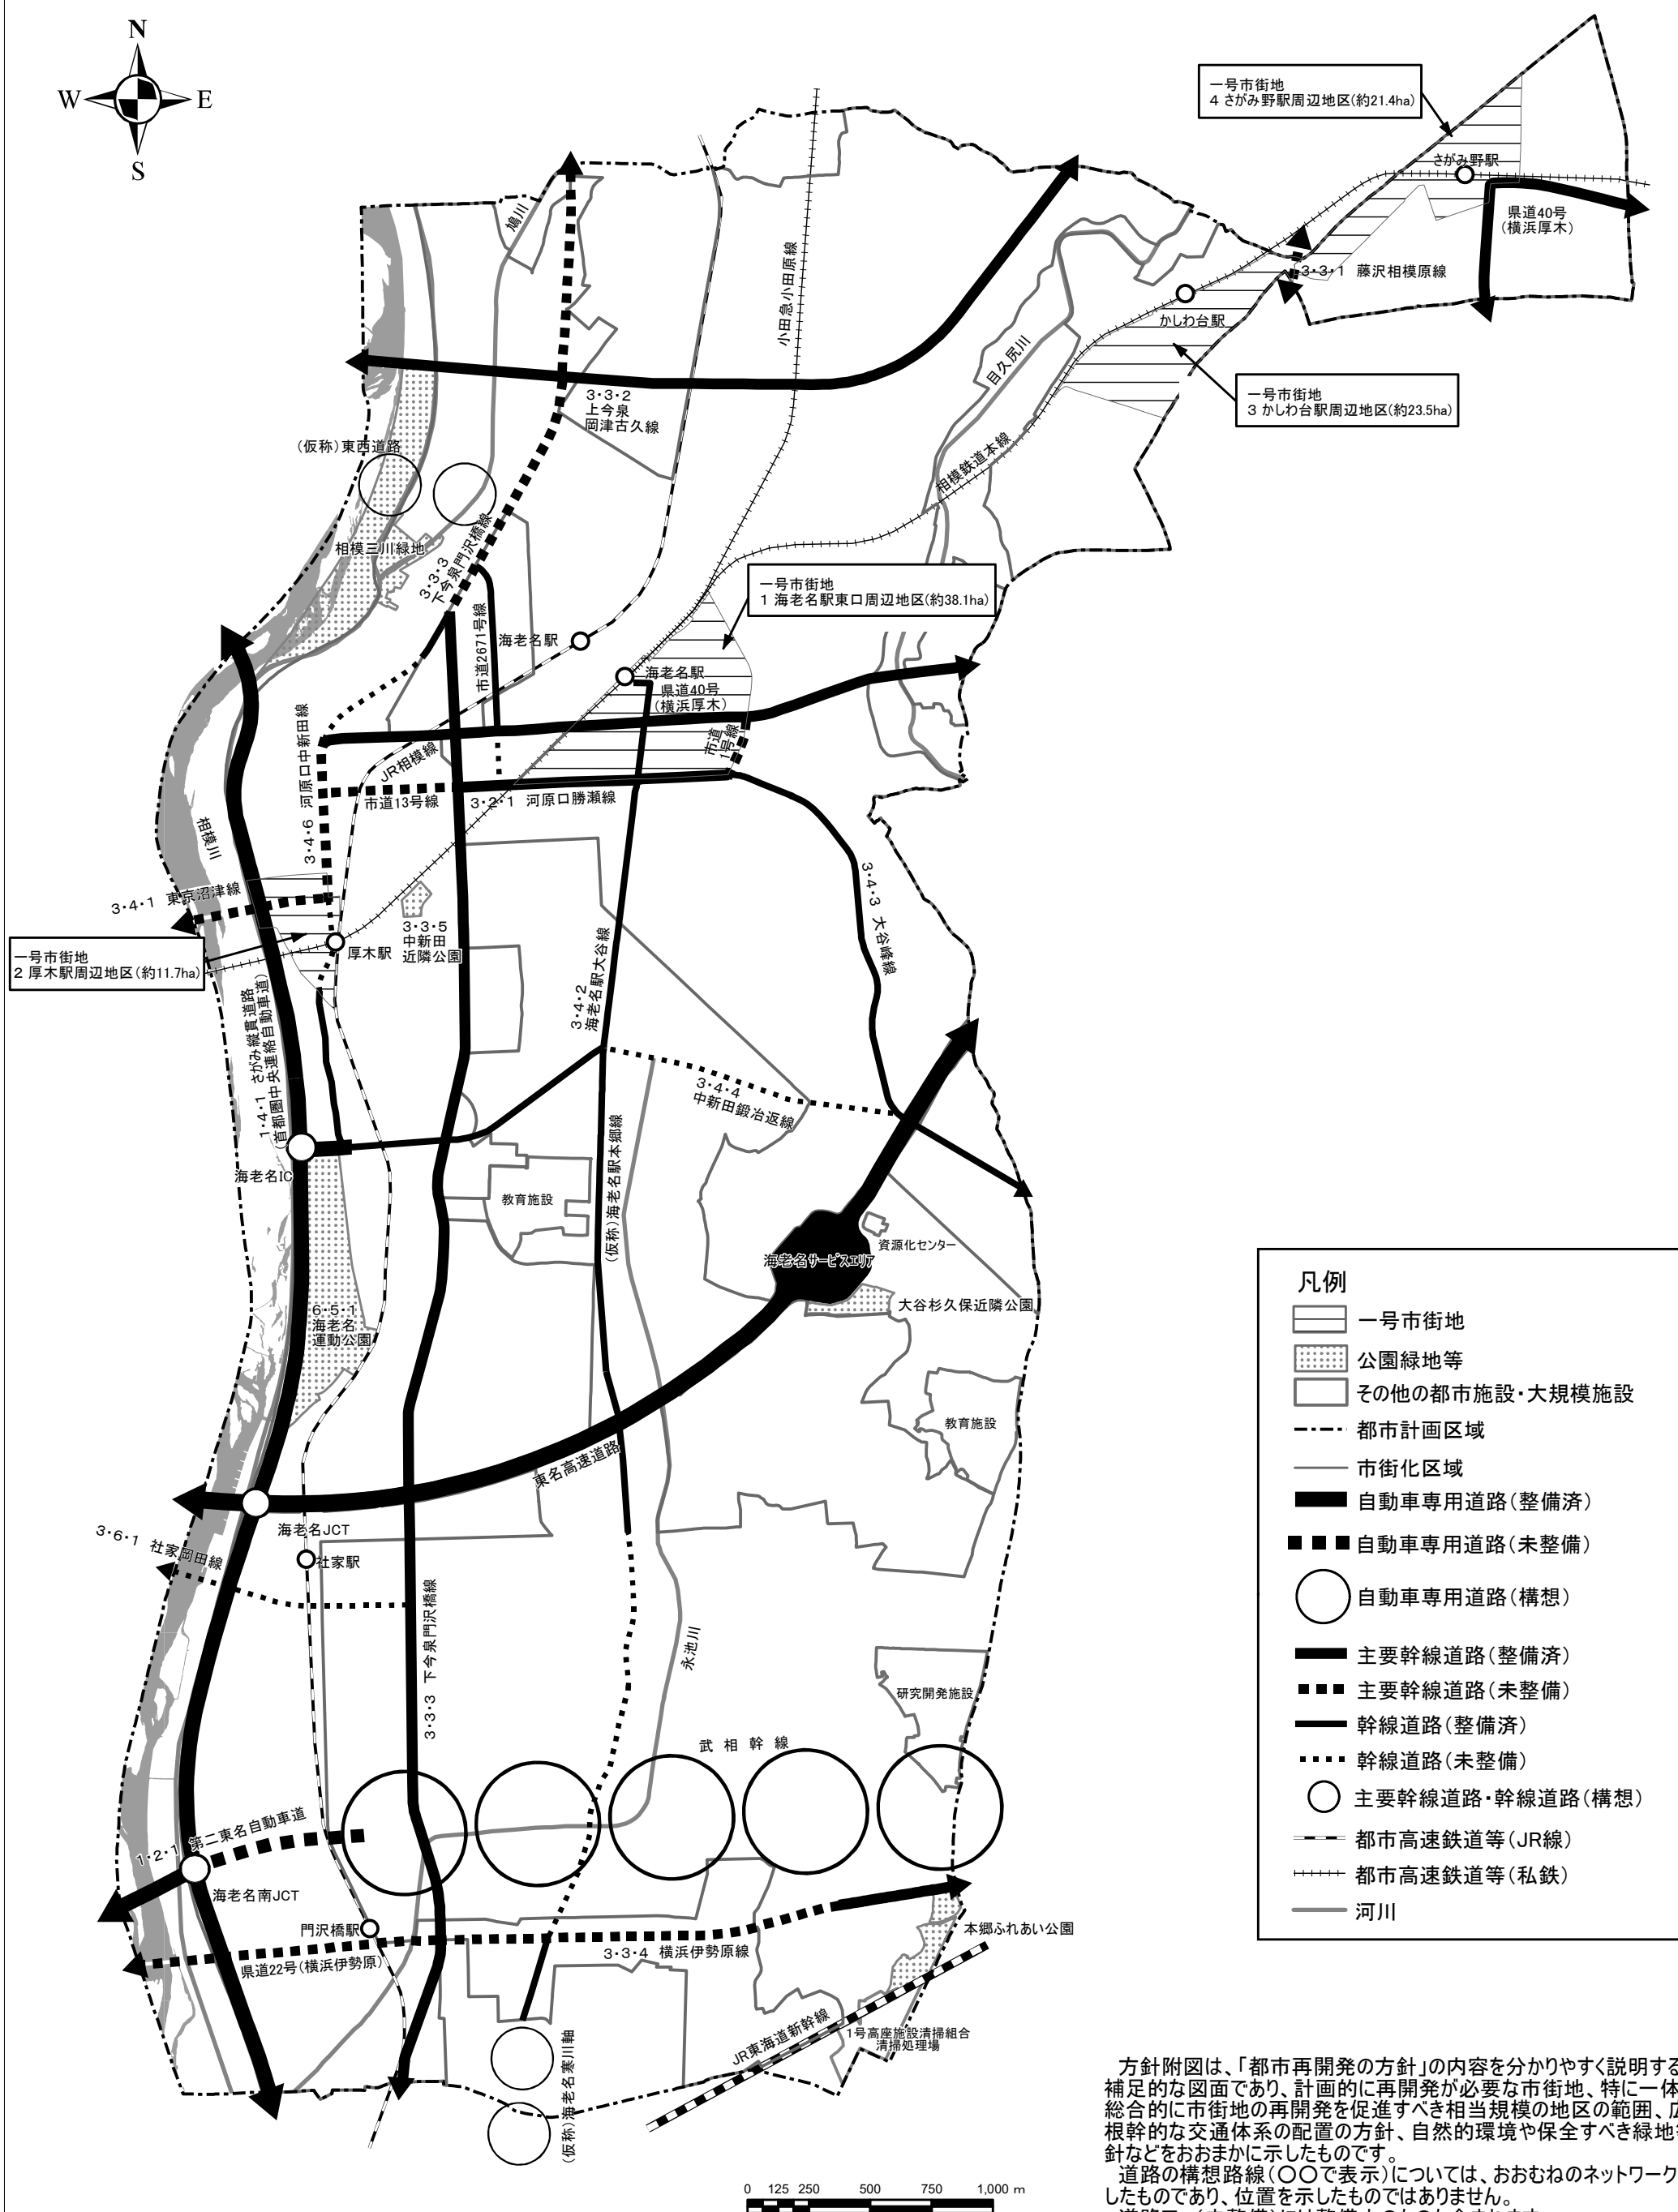 N
W
E
S
一号市街地
4 さがみ野駅周辺地区(約21.4ha)
さがみ野駅
県道40号
(横浜厚木)
3・3・1 藤沢相模原線
かしわ台駅
一号市街地
3 かしわ台駅周辺地区(約23.5ha)
鳩川
小田急小田原線
目久尻川
相模鉄道本線
3・3・2
上今泉
岡津古久線
(仮称)東西道路
相模三川緑地
3・3・3
下今泉門沢橋線
市道2671号線
海老名駅
一号市街地
1 海老名駅東口周辺地区(約38.1ha)
海老名駅
県道40号
(横浜厚木)
市道
1号線
JR相模線
3・4・6 河原口中新田線
市道13号線
3・2・1 河原口勝瀬線
相模川
3・4・1 東京沼津線
一号市街地
2 厚木駅周辺地区(約11.7ha)
厚木駅
3・3・5
中新田
近隣公園
3・4・3 大谷峰線
3・4・2
海老名駅大谷線
1・4・1 さがみ縦貫道路
(首都圏中央連絡自動車道)
3・4・4
中新田鍛冶返線
海老名IC
教育施設
(仮称)海老名駅本郷線
海老名サービスエリア
資源化センター
大谷杉久保近隣公園
6・5・1
海老名
運動公園
教育施設
東名高速道路
海老名JCT
3・6・1 社家岡田線
社家駅
3・3・3 下今泉門沢橋線
永池川
研究開発施設
武相幹線
1・2・1 第二東名自動車道
海老名南JCT
門沢橋駅
県道22号(横浜伊勢原)
3・3・4 横浜伊勢原線
本郷ふれあい公園
JR東海道新幹線
1号高座施設清掃組合
清掃処理場
(仮称)海老名寒川軸
凡例
一号市街地
公園緑地等
その他の都市施設・大規模施設
都市計画区域
市街化区域
自動車専用道路(整備済)
自動車専用道路(未整備)
自動車専用道路(構想)
主要幹線道路(整備済)
主要幹線道路(未整備)
幹線道路(整備済)
幹線道路(未整備)
主要幹線道路・幹線道路(構想)
都市高速鉄道等(JR線)
都市高速鉄道等(私鉄)
河川
方針附図は、「都市再開発の方針」の内容を分かりやすく説明する
補足的な図面であり、計画的に再開発が必要な市街地、特に一体
総合的に市街地の再開発を促進すべき相当規模の地区の範囲、広
根幹的な交通体系の配置の方針、自然的環境や保全すべき緑地
針などをおおまかに示したものです。
道路の構想路線(〇〇で表示)については、おおむねのネットワーク
したものであり、位置を示したものではありません。
0 125 250 500 750 1,000 m